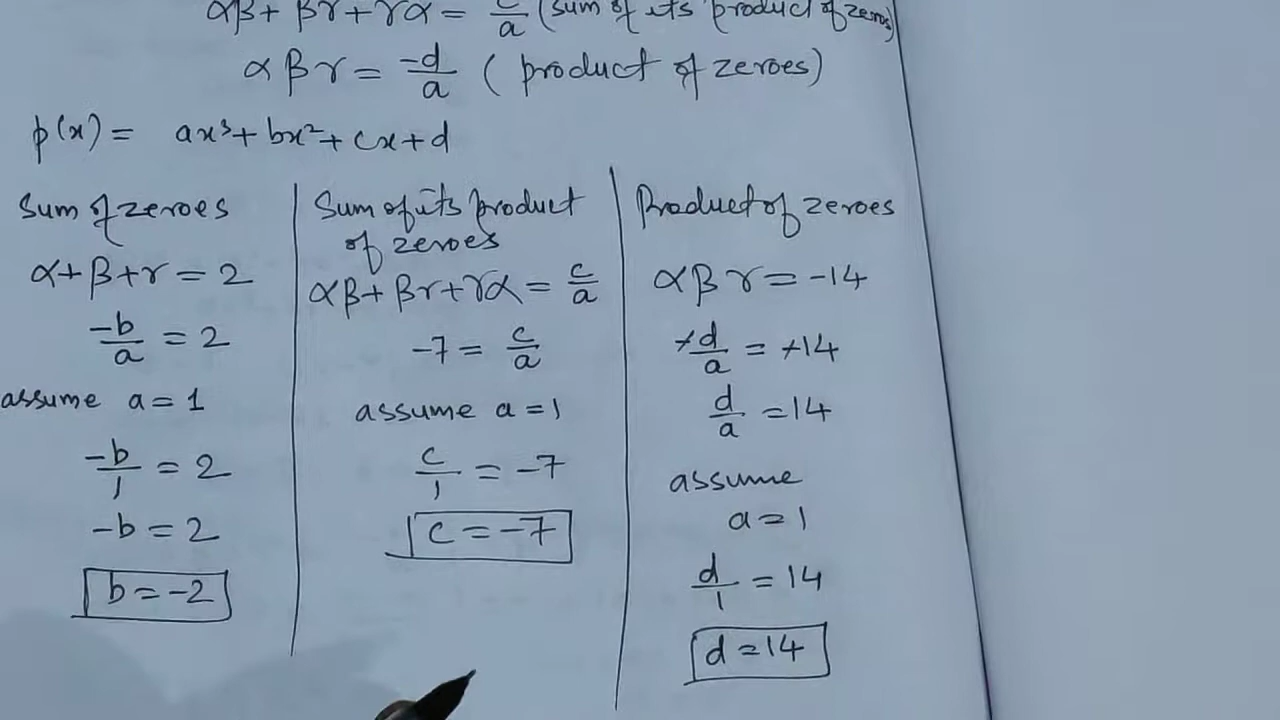 αβ + βγ + γα = c/a (sum of its product of zeros)
αβγ = -d/a (product of zeroes)
p(x) = ax³ + bx² + cx + d
Sum of zeroes
α + β + γ = 2
-b/a = 2
assume a = 1
-b/1 = 2
-b = 2
b = -2
Sum of its product
of zeroes
αβ + βγ + γα = c/a
-7 = c/a
assume a = 1
c/1 = -7
c = -7
Product of zeroes
αβγ = -14
-d/a = -14
d/a = 14
assume
a = 1
d/1 = 14
d = 14